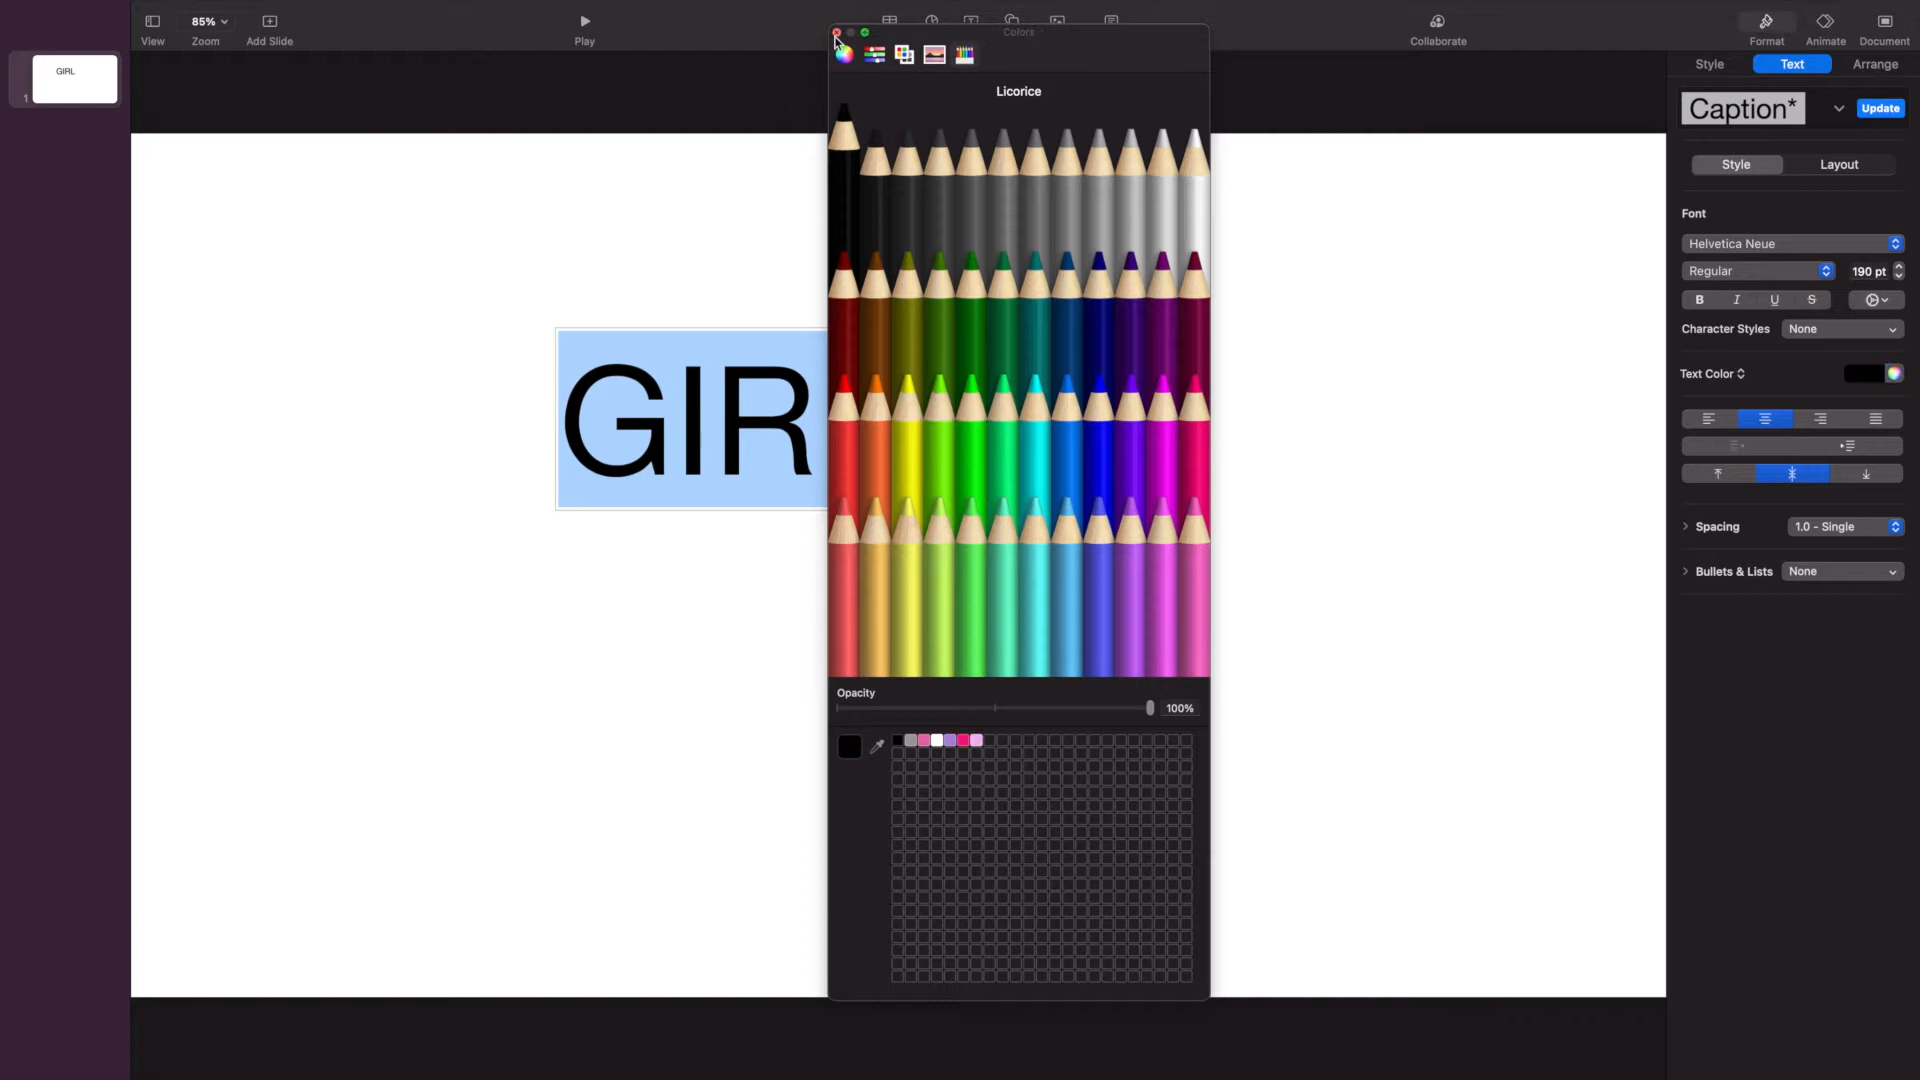 View
85%
Zoom
Add Slide
Play
Colors
Collaborate
Format
Animate
Document
GIRL
1
Licorice
GIR
Opacity
100%
Style
Text
Arrange
Caption*
Update
Style
Layout
Font
Helvetica Neue
Regular
190 pt
B
I
U
S
Character Styles
None
Text Color
Spacing
1.0 - Single
Bullets & Lists
None